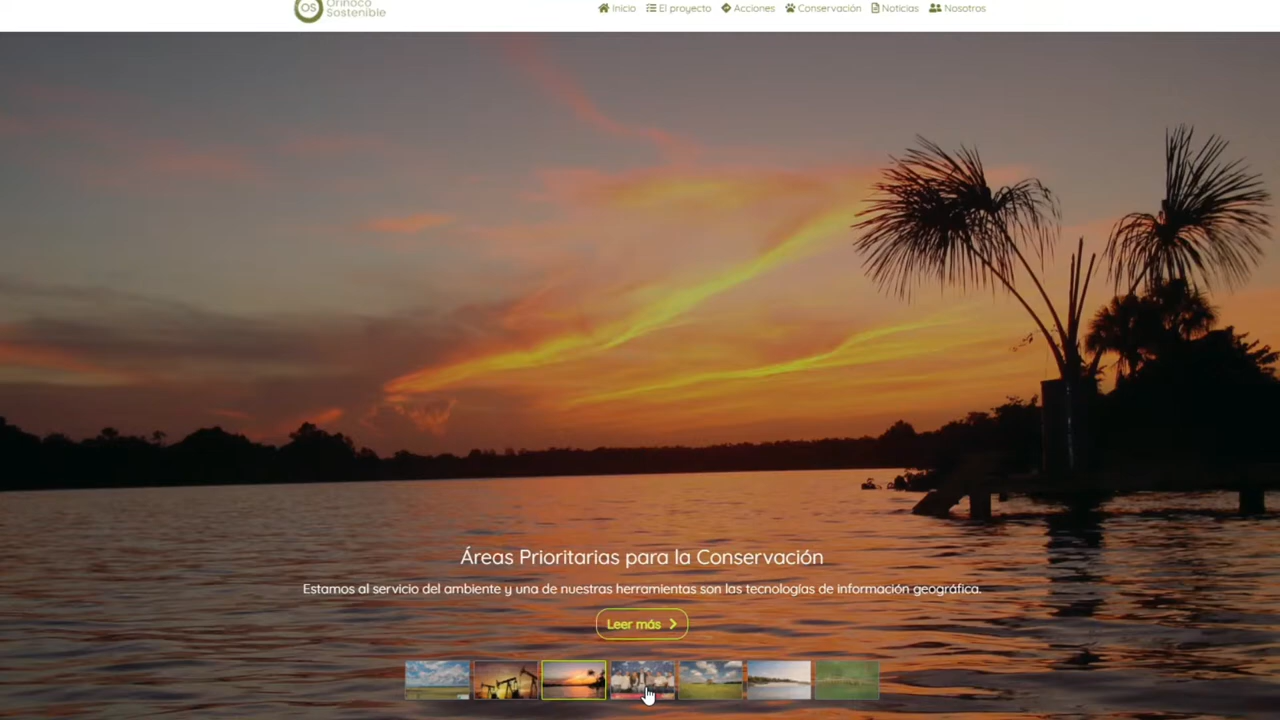 OS
Orinoco
Sostenible
Inicio
El proyecto
Acciones
Conservación
Noticias
Nosotros
Áreas Prioritarias para la Conservación
Estamos al servicio del ambiente y una de nuestras herramientas son las tecnologías de información geográfica.
Leer más